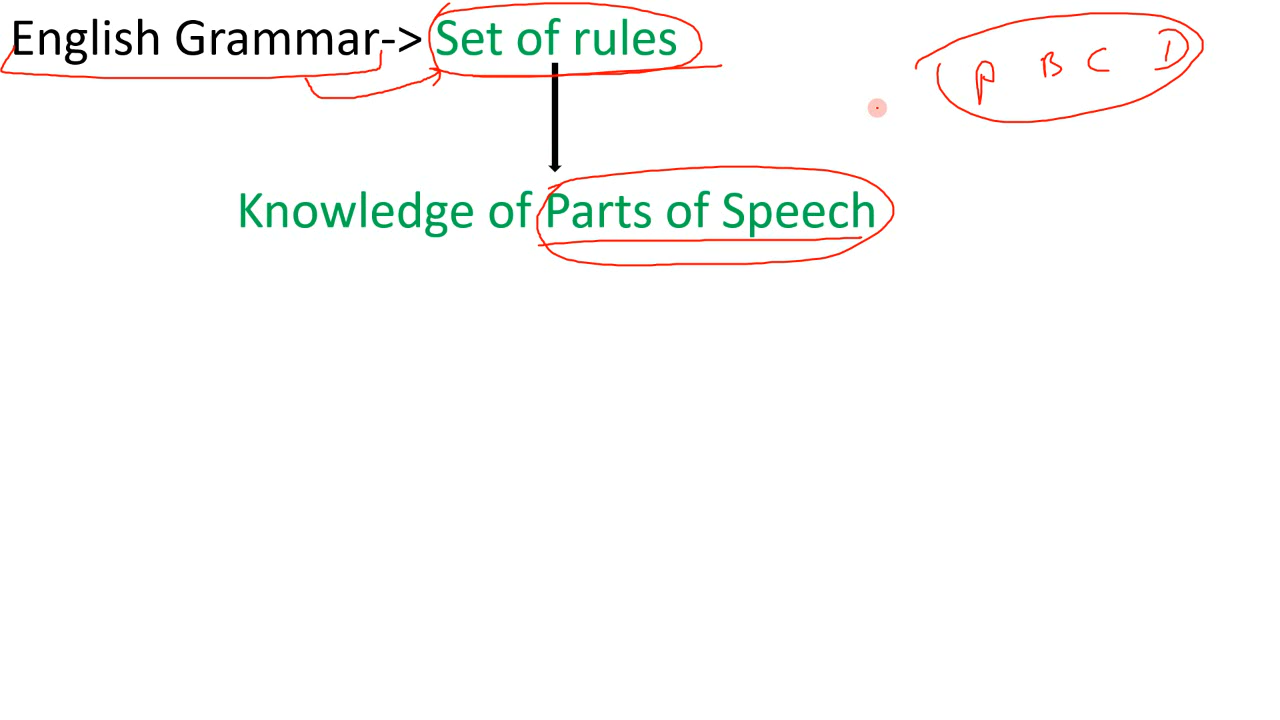 English Grammar-> Set of rules
A B C D
Knowledge of Parts of Speech